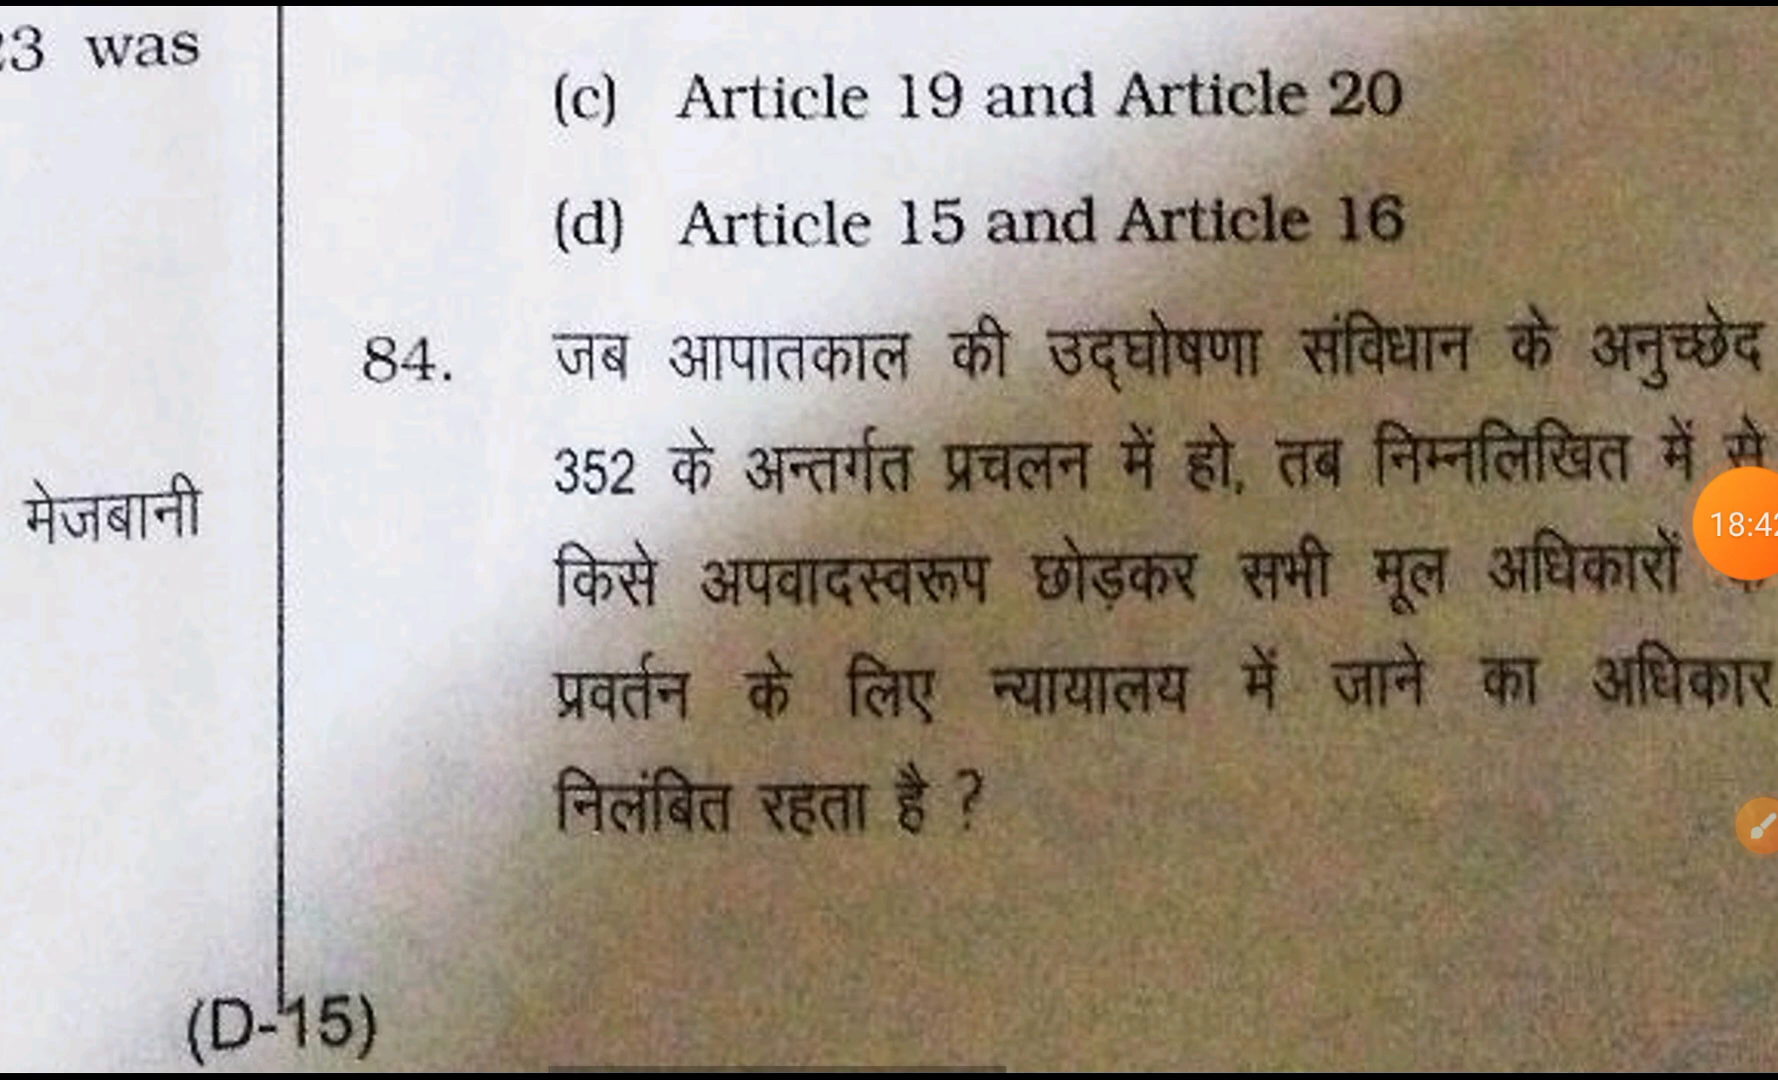 23 was
मेजबानी
(c) Article 19 and Article 20
(d) Article 15 and Article 16
84. जब आपातकाल की उद्घोषणा संविधान के अनुच्छेद
352 के अन्तर्गत प्रचलन में हो, तब निम्नलिखित में से
किसे अपवादस्वरूप छोड़कर सभी मूल अधिकारों
प्रवर्तन के लिए न्यायालय में जाने का अधिकार
निलंबित रहता है ?
(D-15)
18:42